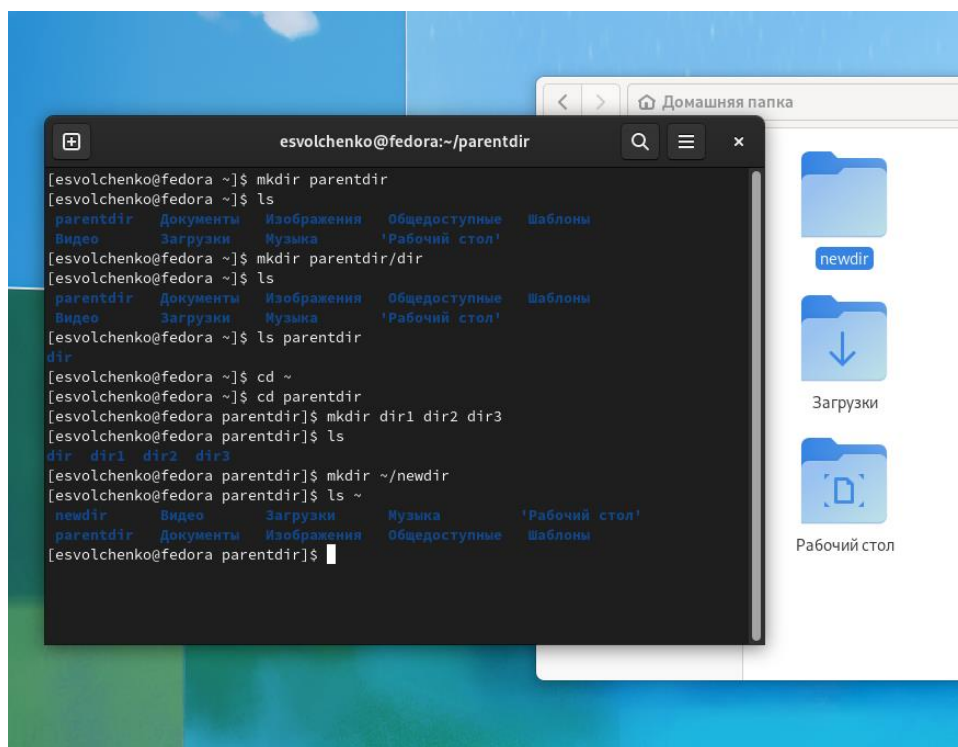 Домашняя папка
esvolchenko@fedora:~/parentdir
[esvolchenko@fedora ~]$ mkdir parentdir
[esvolchenko@fedora ~]$ ls
parentdir Документы Изображения Общедоступные Шаблоны
Видео Загрузки Музыка 'Рабочий стол'
[esvolchenko@fedora ~]$ mkdir parentdir/dir
[esvolchenko@fedora ~]$ ls
parentdir Документы Изображения Общедоступные Шаблоны
Видео Загрузки Музыка 'Рабочий стол'
[esvolchenko@fedora ~]$ ls parentdir
dir
[esvolchenko@fedora ~]$ cd ~
[esvolchenko@fedora ~]$ cd parentdir
[esvolchenko@fedora parentdir]$ mkdir dir1 dir2 dir3
[esvolchenko@fedora parentdir]$ ls
dir dir1 dir2 dir3
[esvolchenko@fedora parentdir]$ mkdir ~/newdir
[esvolchenko@fedora parentdir]$ ls ~
newdir Видео Загрузки Музыка 'Рабочий стол'
parentdir Документы Изображения Общедоступные Шаблоны
[esvolchenko@fedora parentdir]$
newdir
Загрузки
Рабочий стол